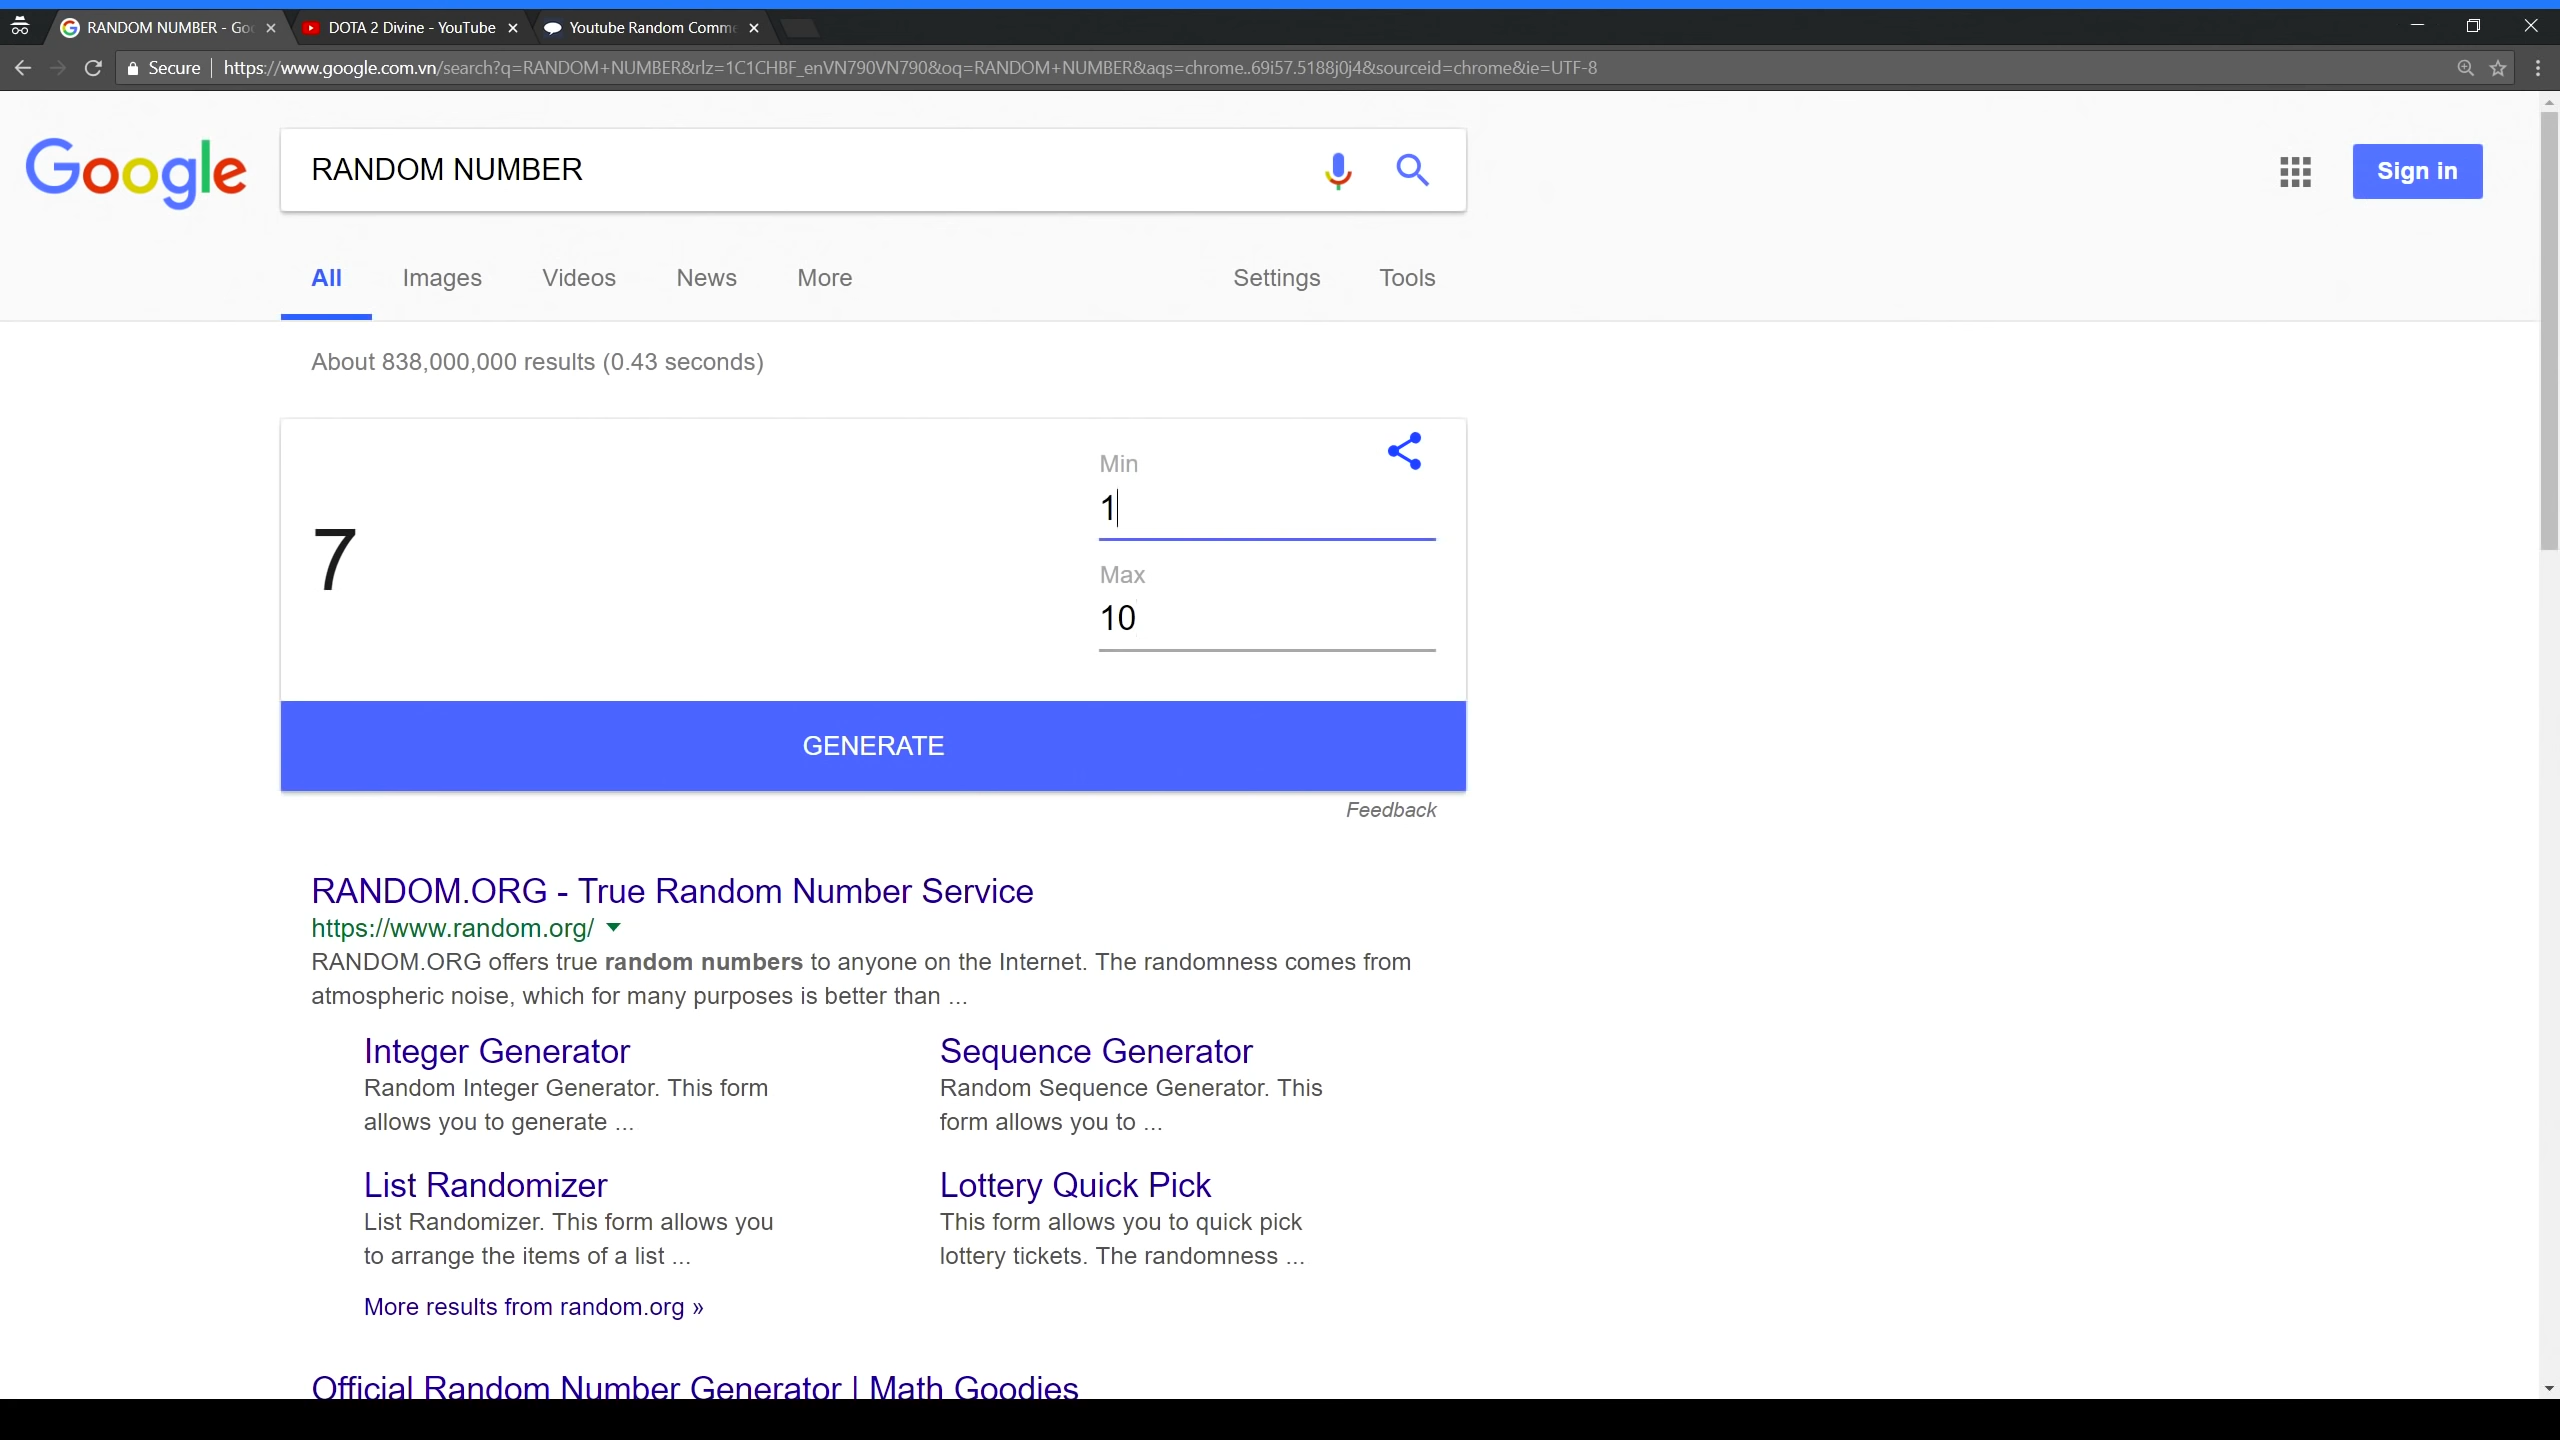 RANDOM NUMBER - Go
DOTA 2 Divine - YouTube
Youtube Random Comme
Secure
https://www.google.com.vn/search?q=RANDOM+NUMBER&rlz=1C1CHBF_enVN790VN790&oq=RANDOM+NUMBER&aqs=chrome..69i57.5188j0j4&sourceid=chrome&ie=UTF-8
Google
RANDOM NUMBER
Sign in
All Images Videos News More Settings Tools
About 838,000,000 results (0.43 seconds)
Min
1
7
Max
10
GENERATE
Feedback
RANDOM.ORG - True Random Number Service
https://www.random.org/
RANDOM.ORG offers true random numbers to anyone on the Internet. The randomness comes from
atmospheric noise, which for many purposes is better than ...
Integer Generator
Random Integer Generator. This form
allows you to generate ...
Sequence Generator
Random Sequence Generator. This
form allows you to ...
List Randomizer
List Randomizer. This form allows you
to arrange the items of a list ...
Lottery Quick Pick
This form allows you to quick pick
lottery tickets. The randomness ...
More results from random.org »
Official Random Number Generator | Math Goodies